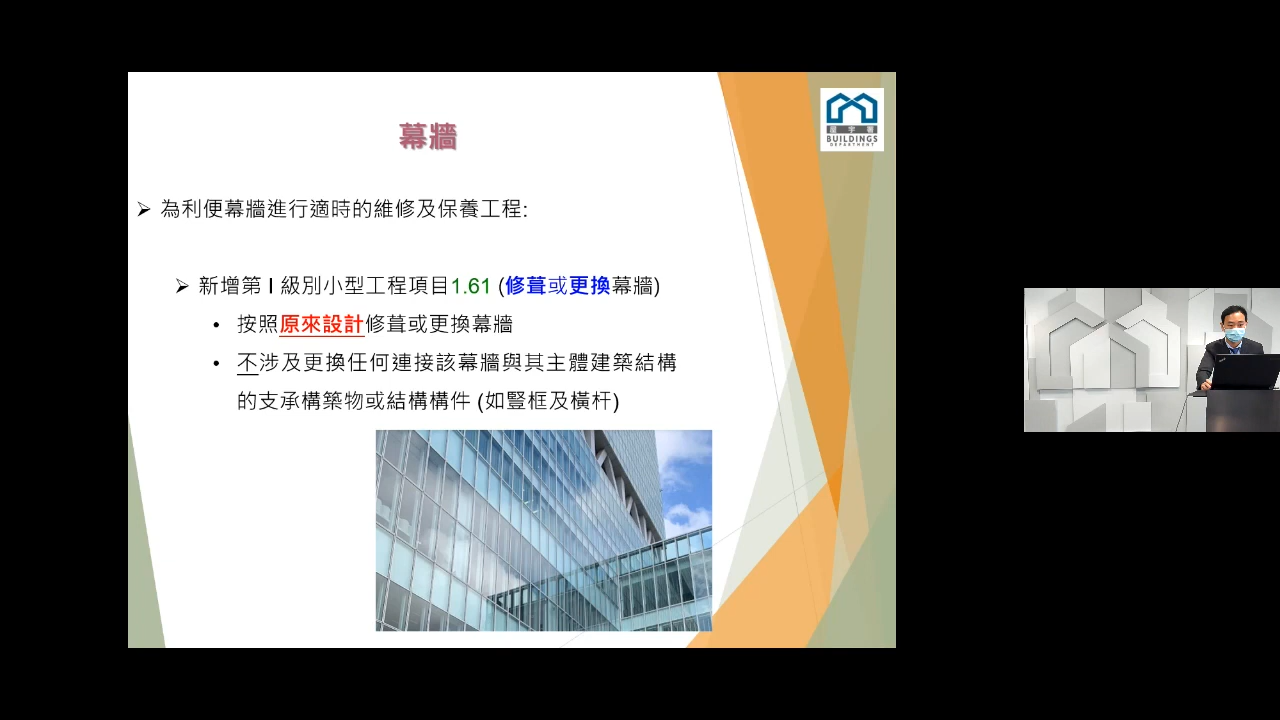 幕牆
屋宇署
BUILDINGS
DEPARTMENT
➢ 為利便幕牆進行適時的維修及保養工程:
➢ 新增第 I 級別小型工程項目1.61 (修葺或更換幕牆)
• 按照原來設計修葺或更換幕牆
• 不涉及更換任何連接該幕牆與其主體建築結構
的支承構築物或結構構件 (如豎框及橫杆)